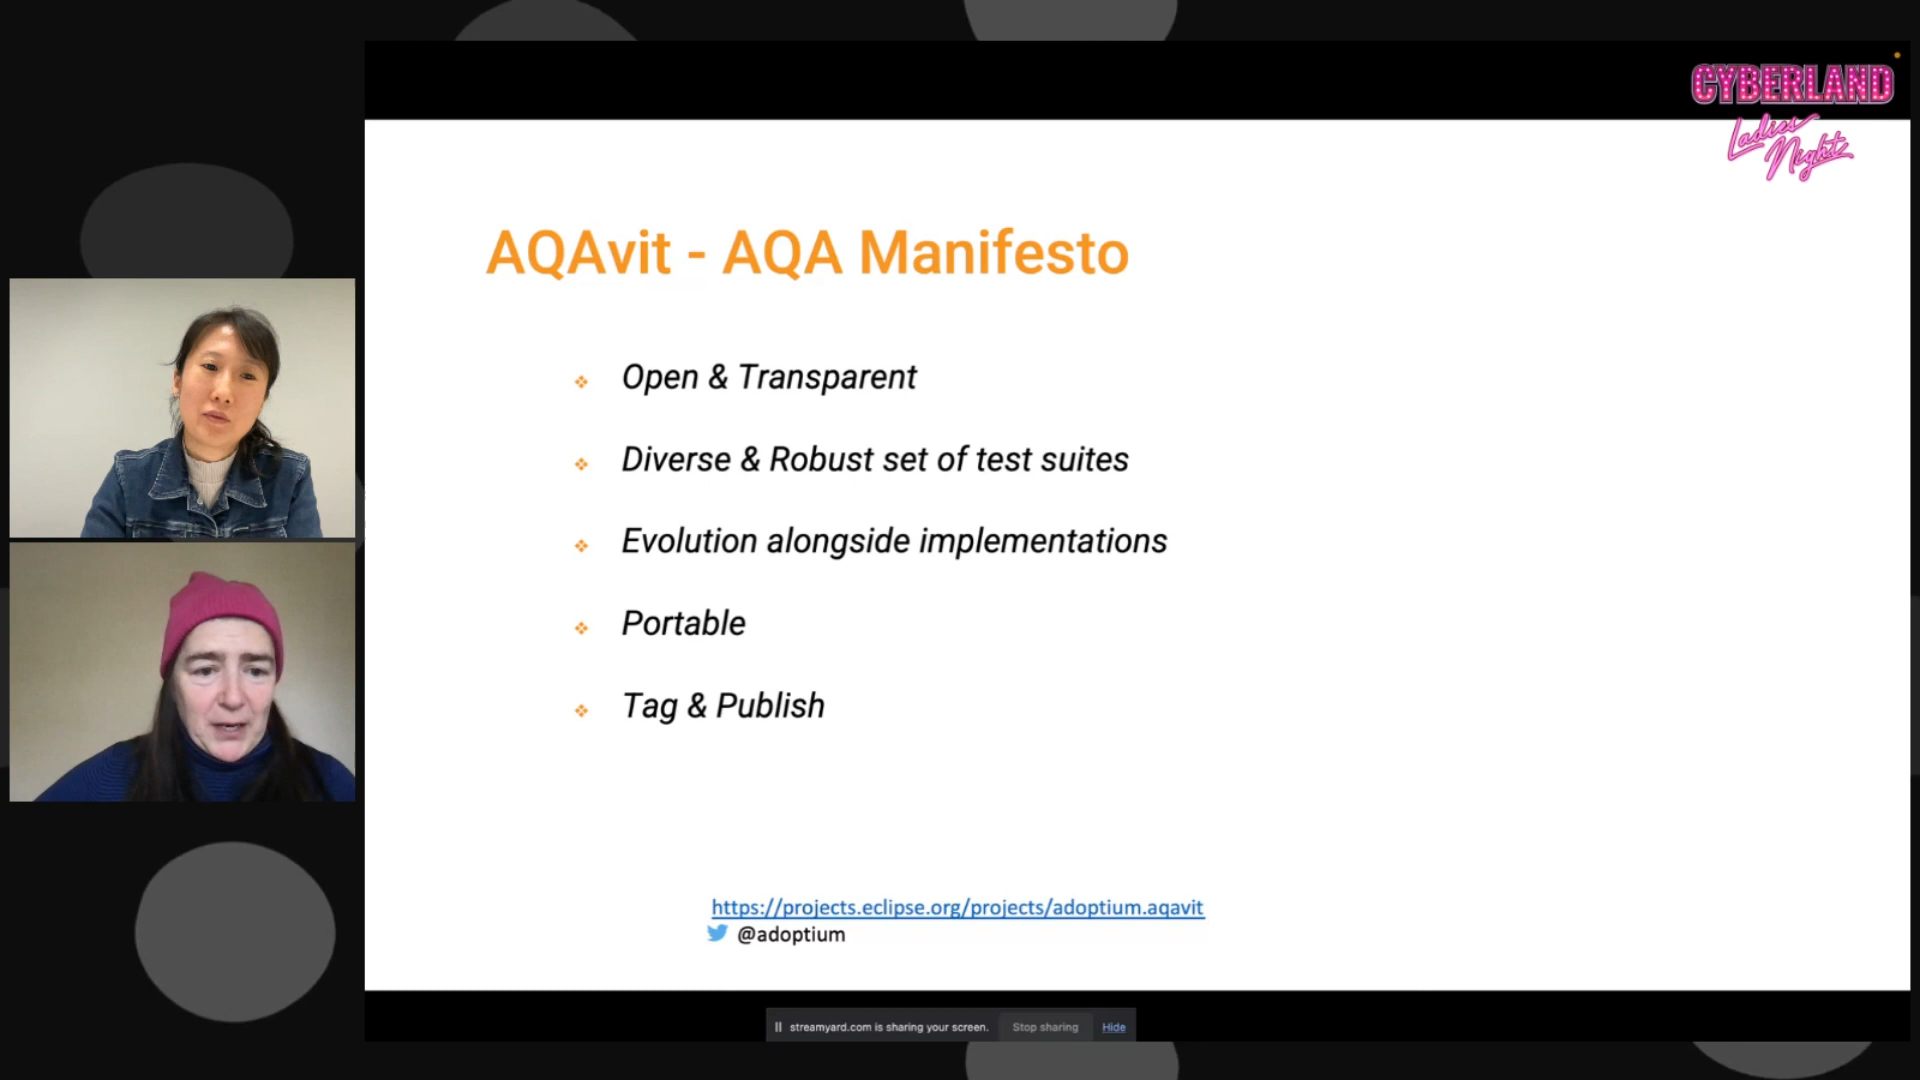 CYBERLAND
Ladies
Night
AQAvit - AQA Manifesto
Open & Transparent
Diverse & Robust set of test suites
Evolution alongside implementations
Portable
Tag & Publish
https://projects.eclipse.org/projects/adoptium.aqavit
@adoptium
streamyard.com is sharing your screen. Stop sharing Hide